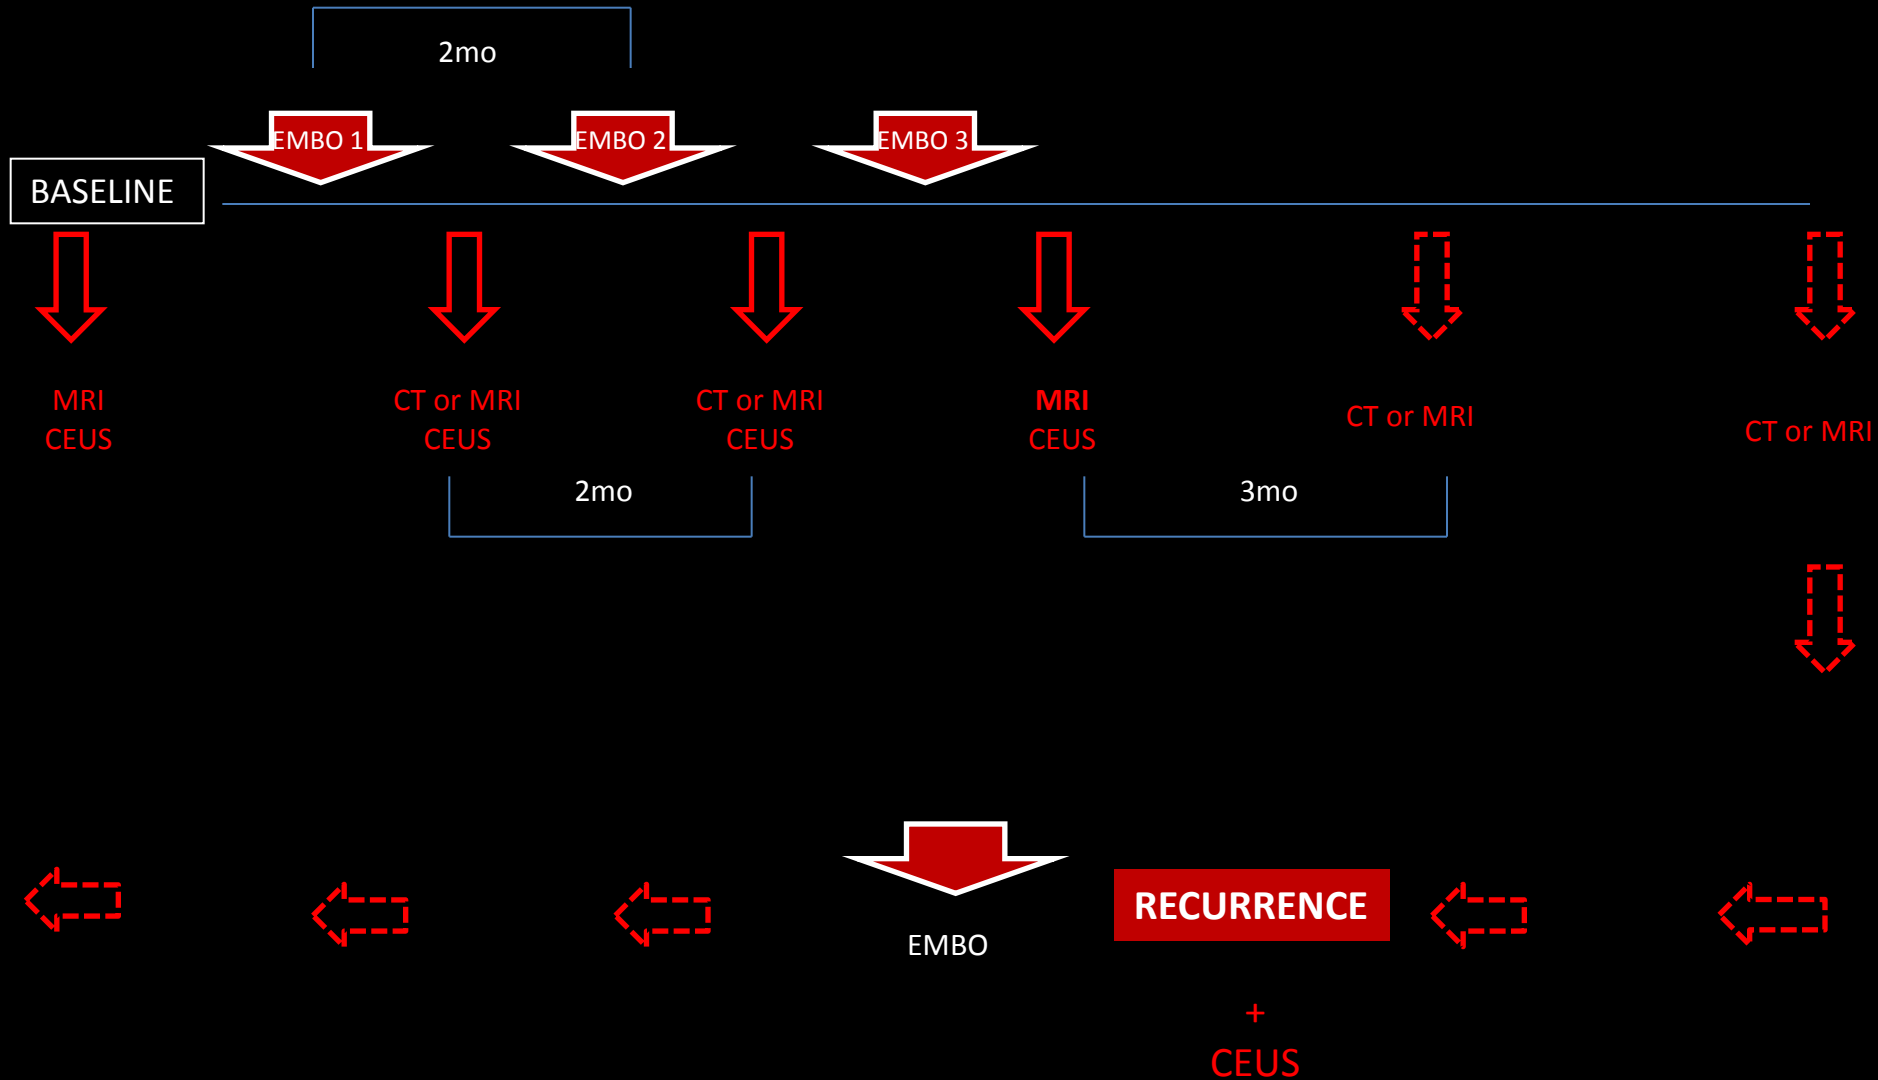 2mo
EMBO 1
EMBO 2
EMBO 3
BASELINE
MRI
CEUS
CT or MRI
CEUS
CT or MRI
CEUS
MRI
CEUS
CT or MRI
CT or MRI
2mo
3mo
RECURRENCE
EMBO
+
CEUS